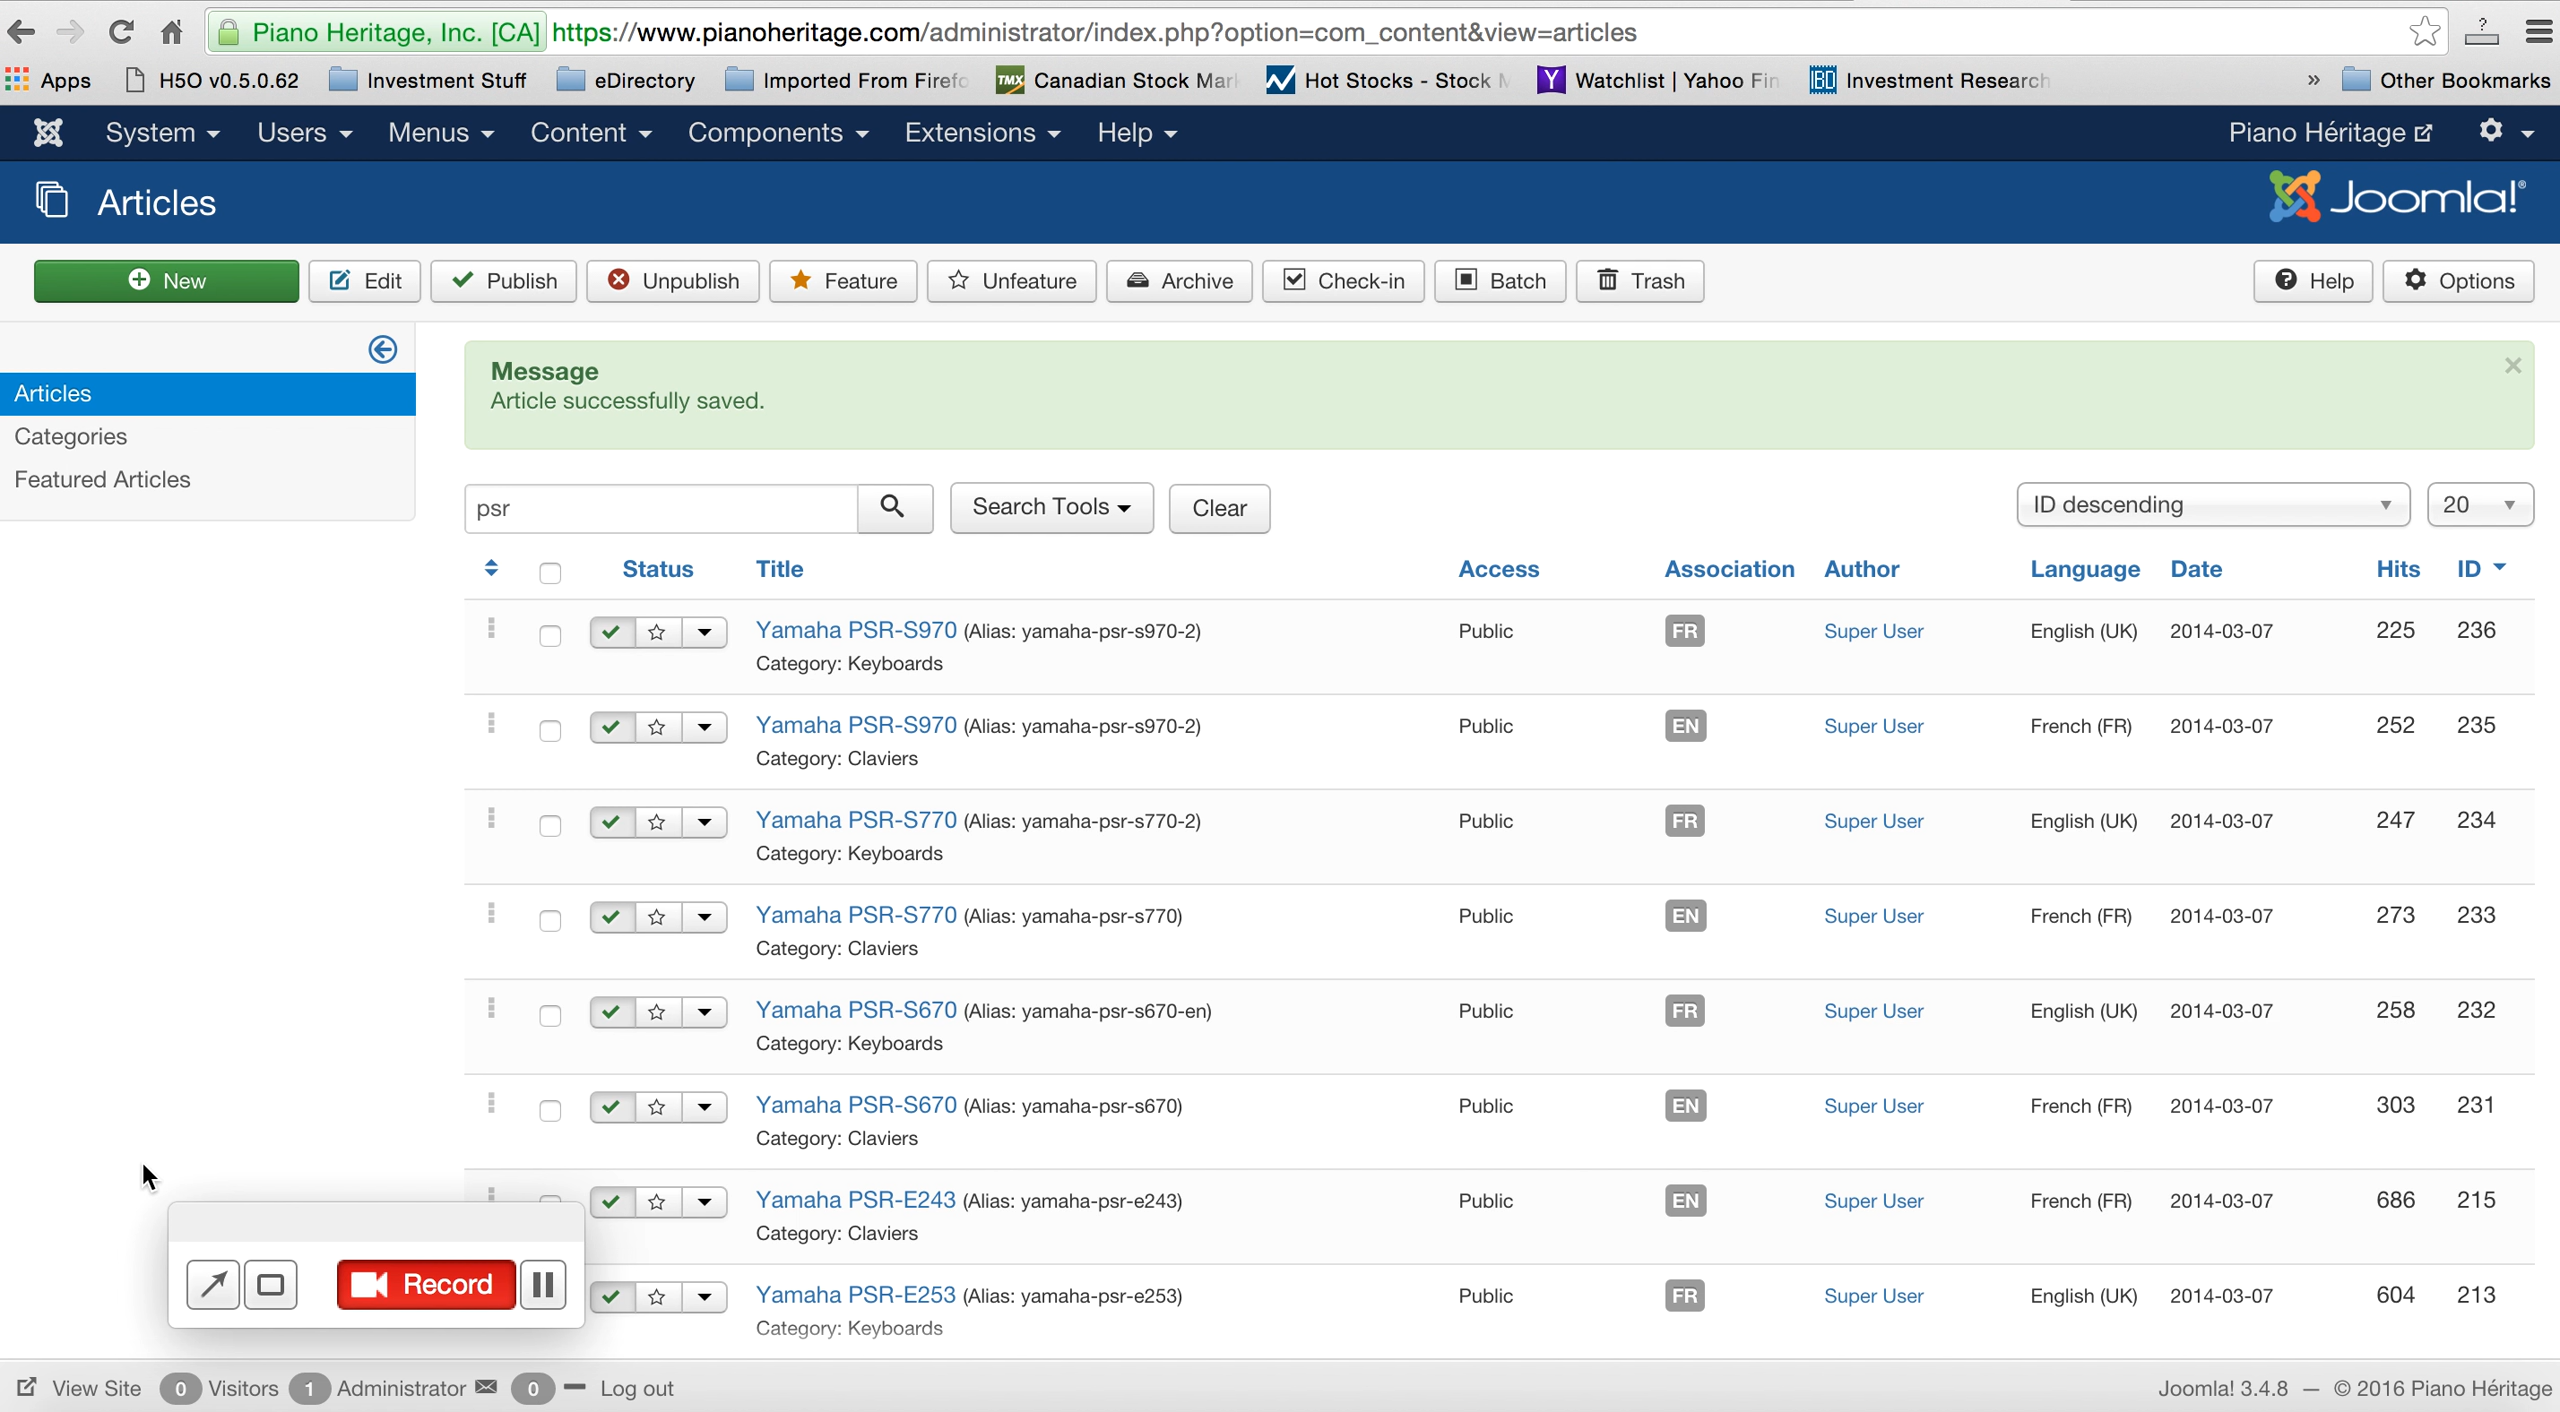 Piano Heritage, Inc. [CA] https://www.pianoheritage.com/administrator/index.php?option=com_content&view=articles
Apps H5O v0.5.0.62 Investment Stuff eDirectory Imported From Firefo TMX Canadian Stock Mar Hot Stocks - Stock Y Watchlist | Yahoo Fin IBD Investment Research » Other Bookmarks
System Users Menus Content Components Extensions Help Piano Héritage
Articles Joomla!®
New Edit Publish Unpublish Feature Unfeature Archive Check-in Batch Trash Help Options
Message
Article successfully saved.
Articles
Categories
Featured Articles
psr Search Tools Clear ID descending 20
Status Title Access Association Author Language Date Hits ID
Yamaha PSR-S970 (Alias: yamaha-psr-s970-2) Public FR Super User English (UK) 2014-03-07 225 236
Category: Keyboards
Yamaha PSR-S970 (Alias: yamaha-psr-s970-2) Public EN Super User French (FR) 2014-03-07 252 235
Category: Claviers
Yamaha PSR-S770 (Alias: yamaha-psr-s770-2) Public FR Super User English (UK) 2014-03-07 247 234
Category: Keyboards
Yamaha PSR-S770 (Alias: yamaha-psr-s770) Public EN Super User French (FR) 2014-03-07 273 233
Category: Claviers
Yamaha PSR-S670 (Alias: yamaha-psr-s670-en) Public FR Super User English (UK) 2014-03-07 258 232
Category: Keyboards
Yamaha PSR-S670 (Alias: yamaha-psr-s670) Public EN Super User French (FR) 2014-03-07 303 231
Category: Claviers
Yamaha PSR-E243 (Alias: yamaha-psr-e243) Public EN Super User French (FR) 2014-03-07 686 215
Category: Claviers
Record
Yamaha PSR-E253 (Alias: yamaha-psr-e253) Public FR Super User English (UK) 2014-03-07 604 213
Category: Keyboards
View Site 0 Visitors 1 Administrator 0 Log out Joomla! 3.4.8 — © 2016 Piano Héritage